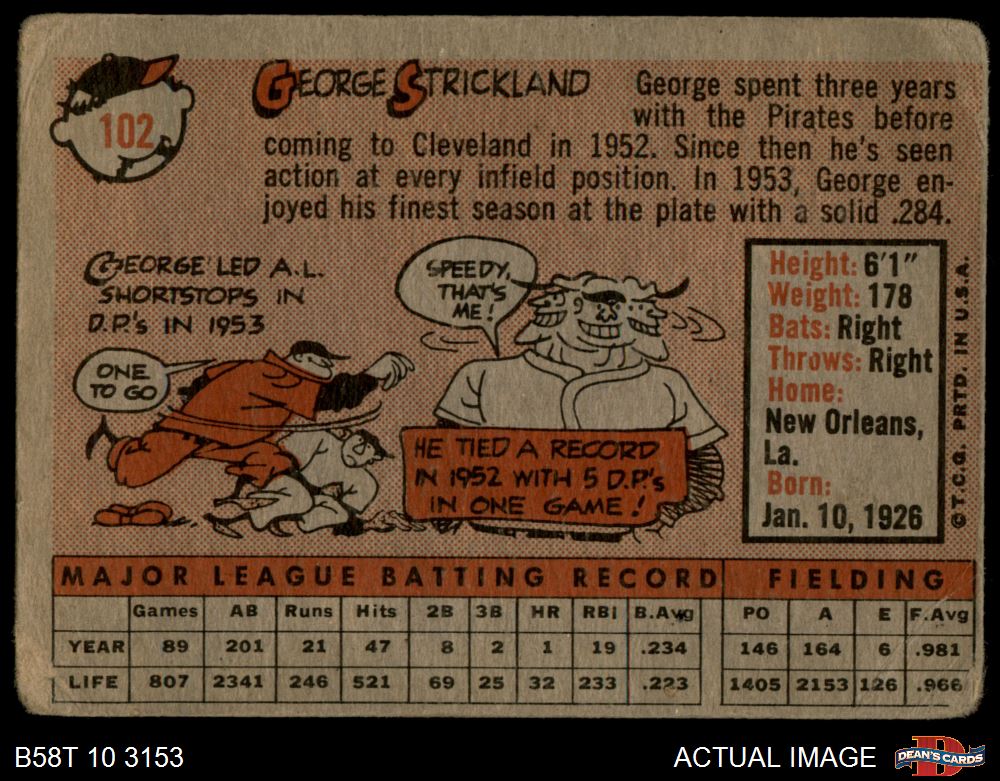 102
GEORGE STRICKLAND
George spent three years
with the Pirates before
coming to Cleveland in 1952. Since then he's seen
action at every infield position. In 1953, George en-
joyed his finest season at the plate with a solid .284.
GEORGE LED A.L.
SHORTSTOPS IN
D.P.'s IN 1953
ONE
TO GO
SPEEDY,
THAT'S
ME!
HE TIED A RECORD
IN 1952 WITH 5 D.P.'s
IN ONE GAME!
Height: 6'1"
Weight: 178
Bats: Right
Throws: Right
Home:
New Orleans,
La.
Born:
Jan. 10, 1926
©T.C.G. PRTD. IN U.S.A.
MAJOR LEAGUE BATTING RECORD FIELDING
Games AB Runs Hits 2B 3B HR RBI B.Avg PO A E F.Avg
YEAR 89 201 21 47 8 2 1 19 .234 146 164 6 .981
LIFE 807 2341 246 521 69 25 32 233 .223 1405 2153 126 .966
B58T 10 3153
ACTUAL IMAGE
D
DEAN'S CARDS